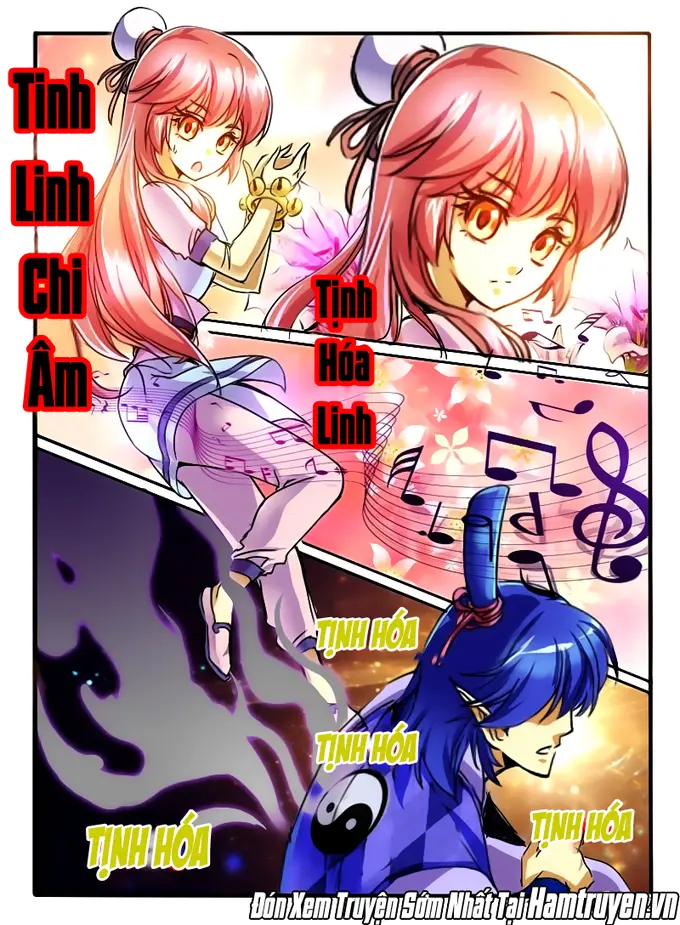 Tinh
Linh
Chi
Âm
Tịnh
Hóa
Linh
TỊNH HÓA
TỊNH HÓA
TỊNH HÓA
TỊNH HÓA
Đón Xem Truyện Sớm Nhất Tại Hamtruyen.vn